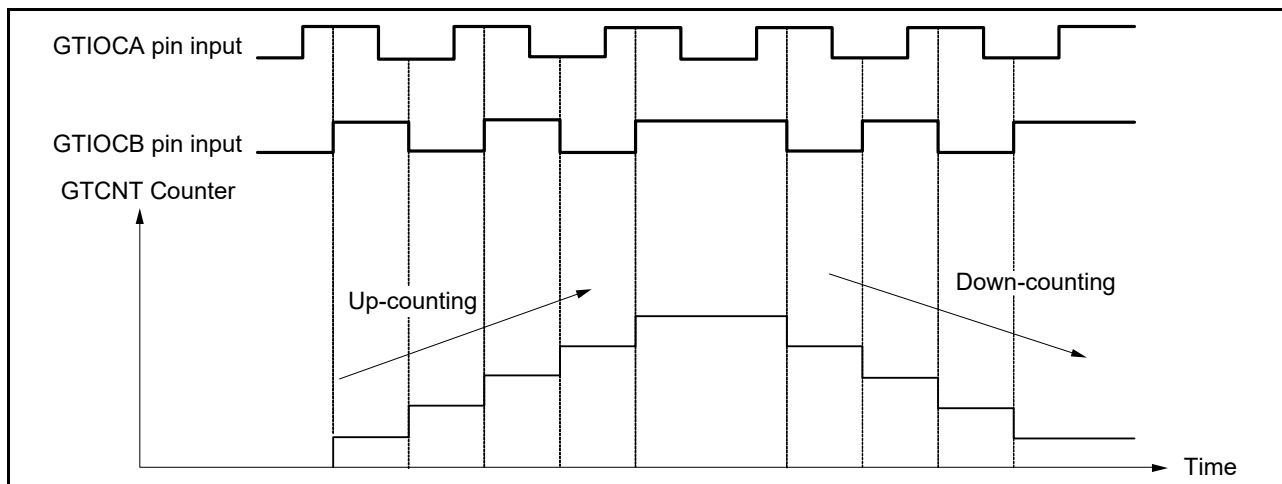 GTIOCA pin input
GTIOCB pin input
GTCNT Counter
Up-counting
Down-counting
Time